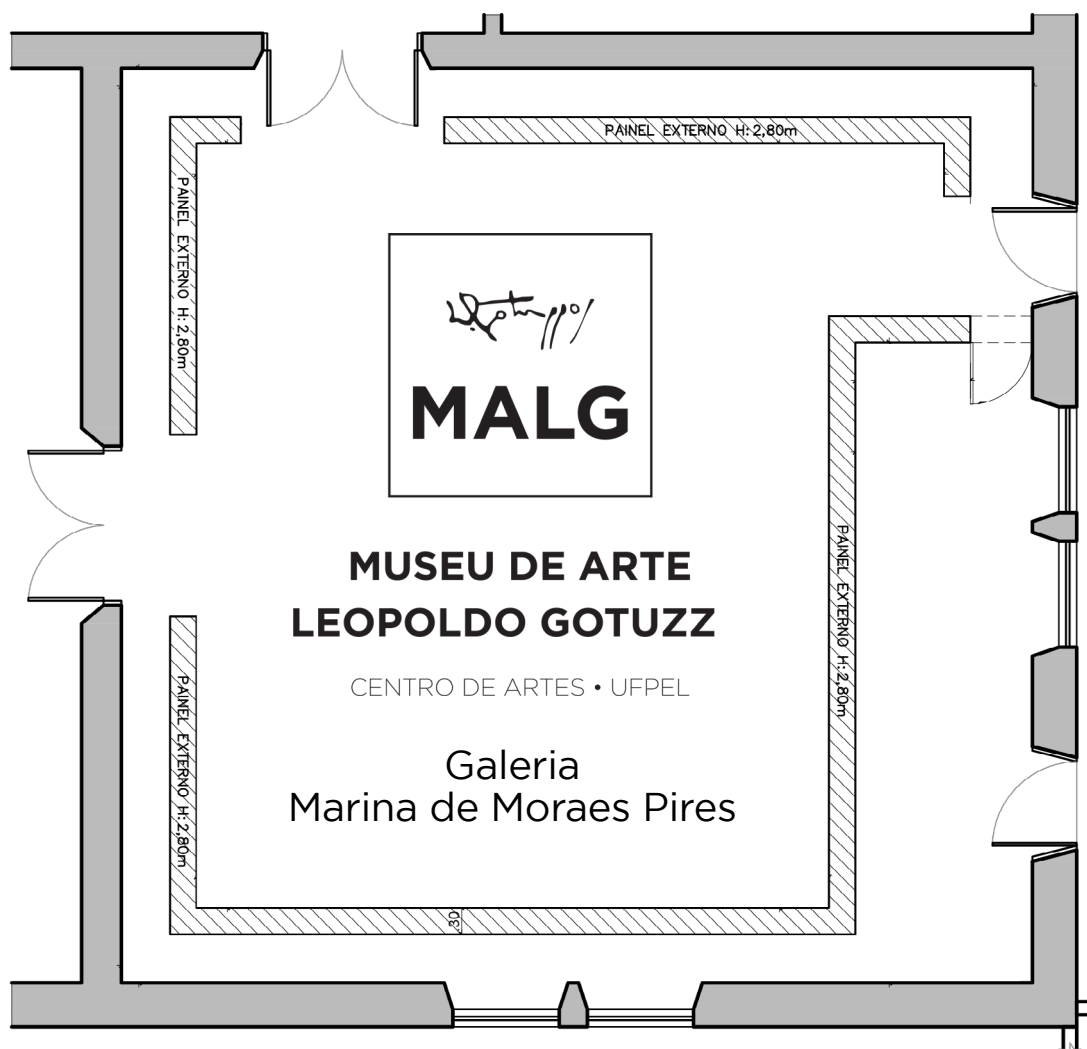 PAINEL EXTERNO H: 2,80m
PAINEL EXTERNO H: 2,80m
MALG
MUSEU DE ARTE
LEOPOLDO GOTUZZ
CENTRO DE ARTES • UFPEL
PAINEL EXTERNO H: 2,80m
Galeria
Marina de Moraes Pires
PAINEL EXTERNO H: 2,80m
.30